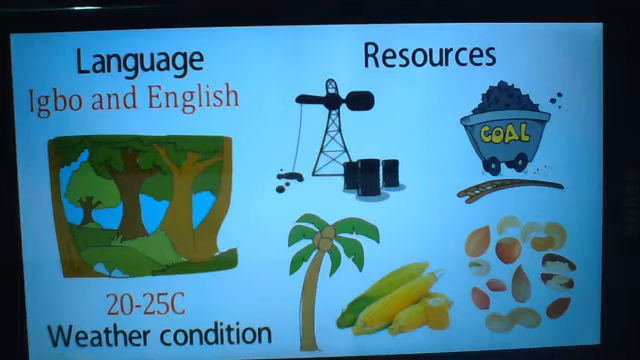 Language
Igbo and English
Resources
COAL
20-25C
Weather condition